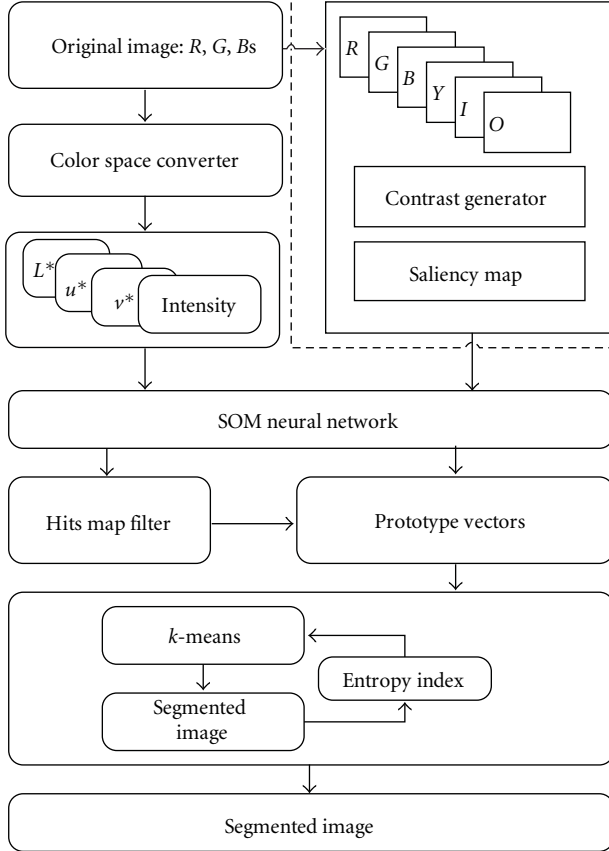 Original image: R, G, Bs
R
G
B
Y
I
O
Color space converter
Contrast generator
L*
u*
v*
Intensity
Saliency map
SOM neural network
Hits map filter
Prototype vectors
k-means
Entropy index
Segmented
image
Segmented image